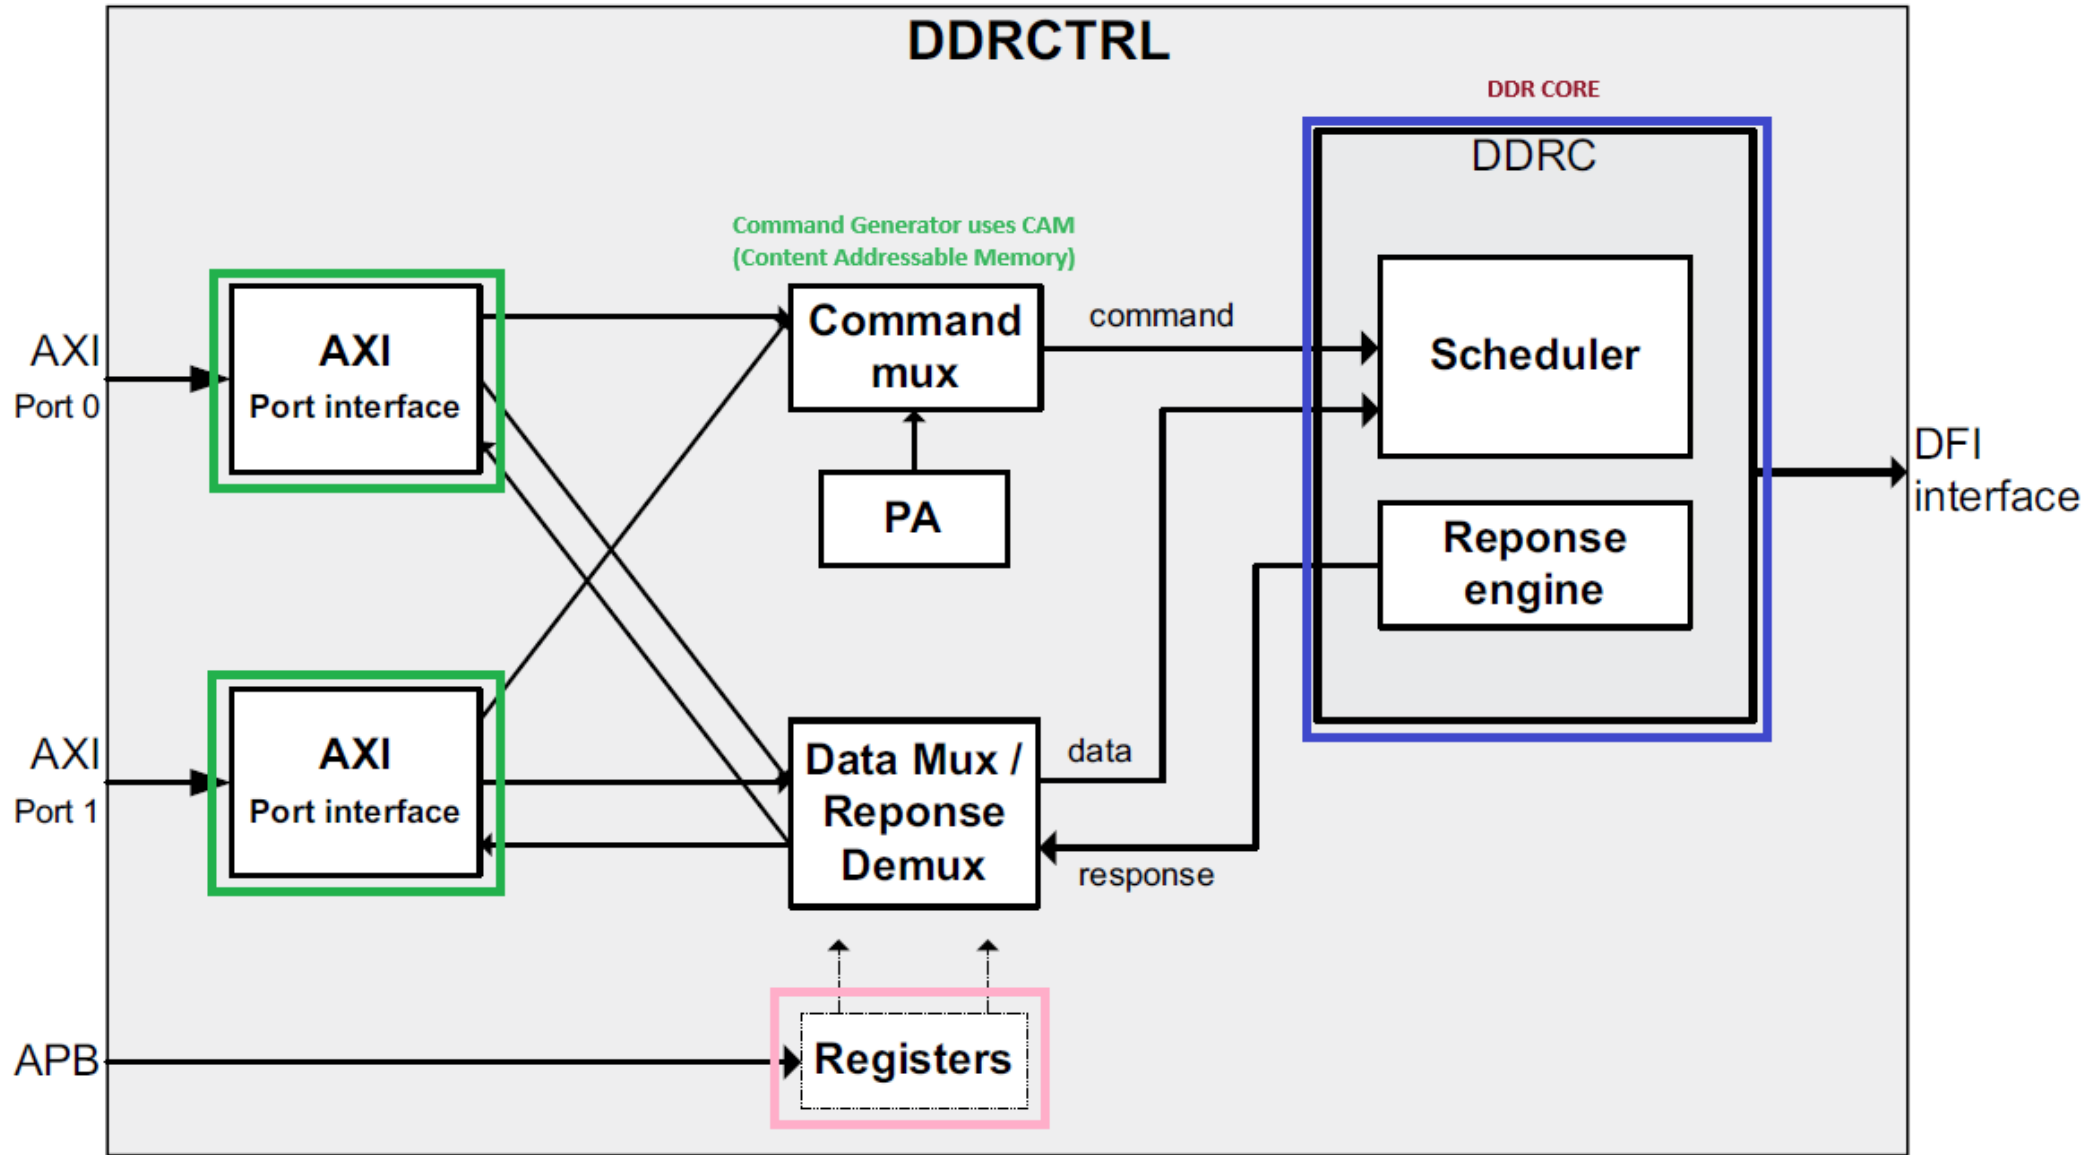 DDRCTRL
DDR CORE
DDRC
Command Generator uses CAM
(Content Addressable Memory)
AXI
Port 0
AXI
Port interface
Command
mux
command
Scheduler
PA
DFI
interface
Reponse
engine
AXI
Port 1
AXI
Port interface
Data Mux /
Reponse
Demux
data
response
APB
Registers